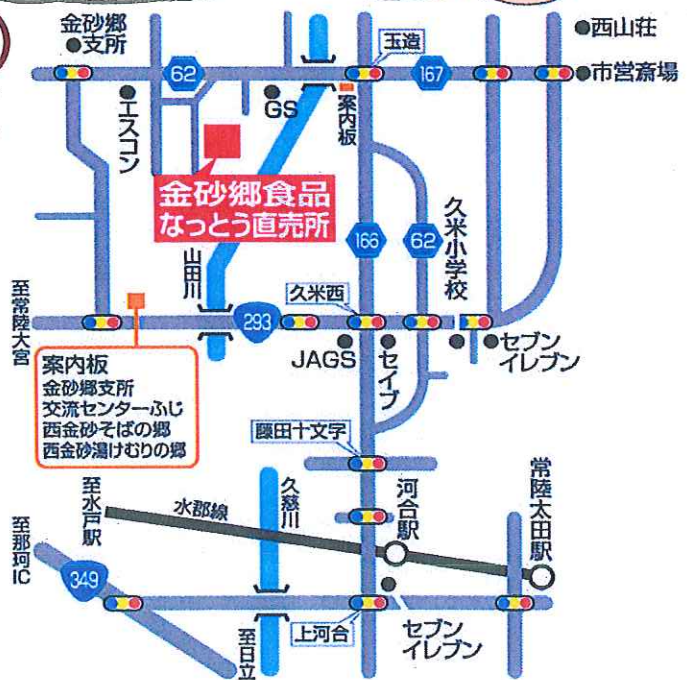 金砂郷
支所
西山荘
玉造
62
167
市営斎場
エスコン
GS
案内板
金砂郷食品
なっとう直売所
166
62
久米小学校
山田川
至常陸大宮
久米西
293
JAGS
セイブ
セブン
イレブン
案内板
金砂郷支所
交流センターふじ
西金砂そばの郷
西金砂湯けむりの郷
藤田十文字
至水戸駅
水郡線
久慈川
河合駅
常陸太田駅
至那珂IC
349
上河合
セブン
イレブン
至日立